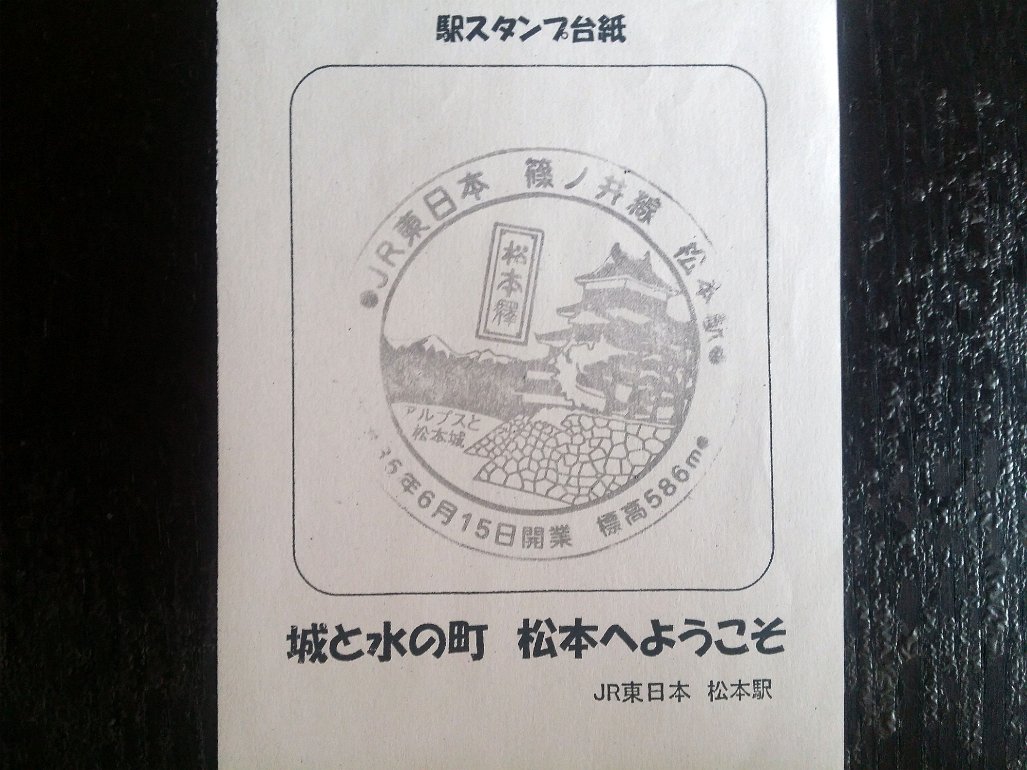 駅スタンプ台紙
JR東日本 篠ノ井線 松本駅
松本驛
アルプスと
松本城
35年6月15日開業 標高586m
城と水の町 松本へようこそ
JR東日本 松本駅